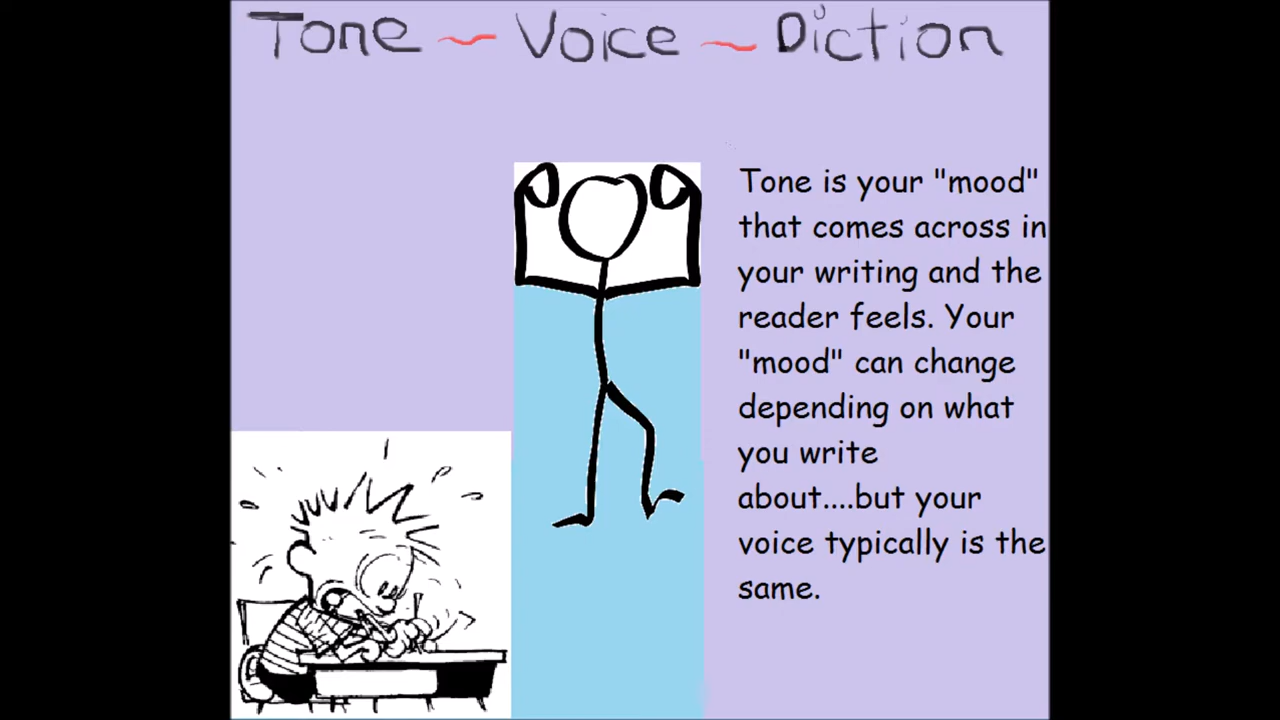 Tone ~ Voice ~ Diction
Tone is your "mood"
that comes across in
your writing and the
reader feels. Your
"mood" can change
depending on what
you write
about....but your
voice typically is the
same.